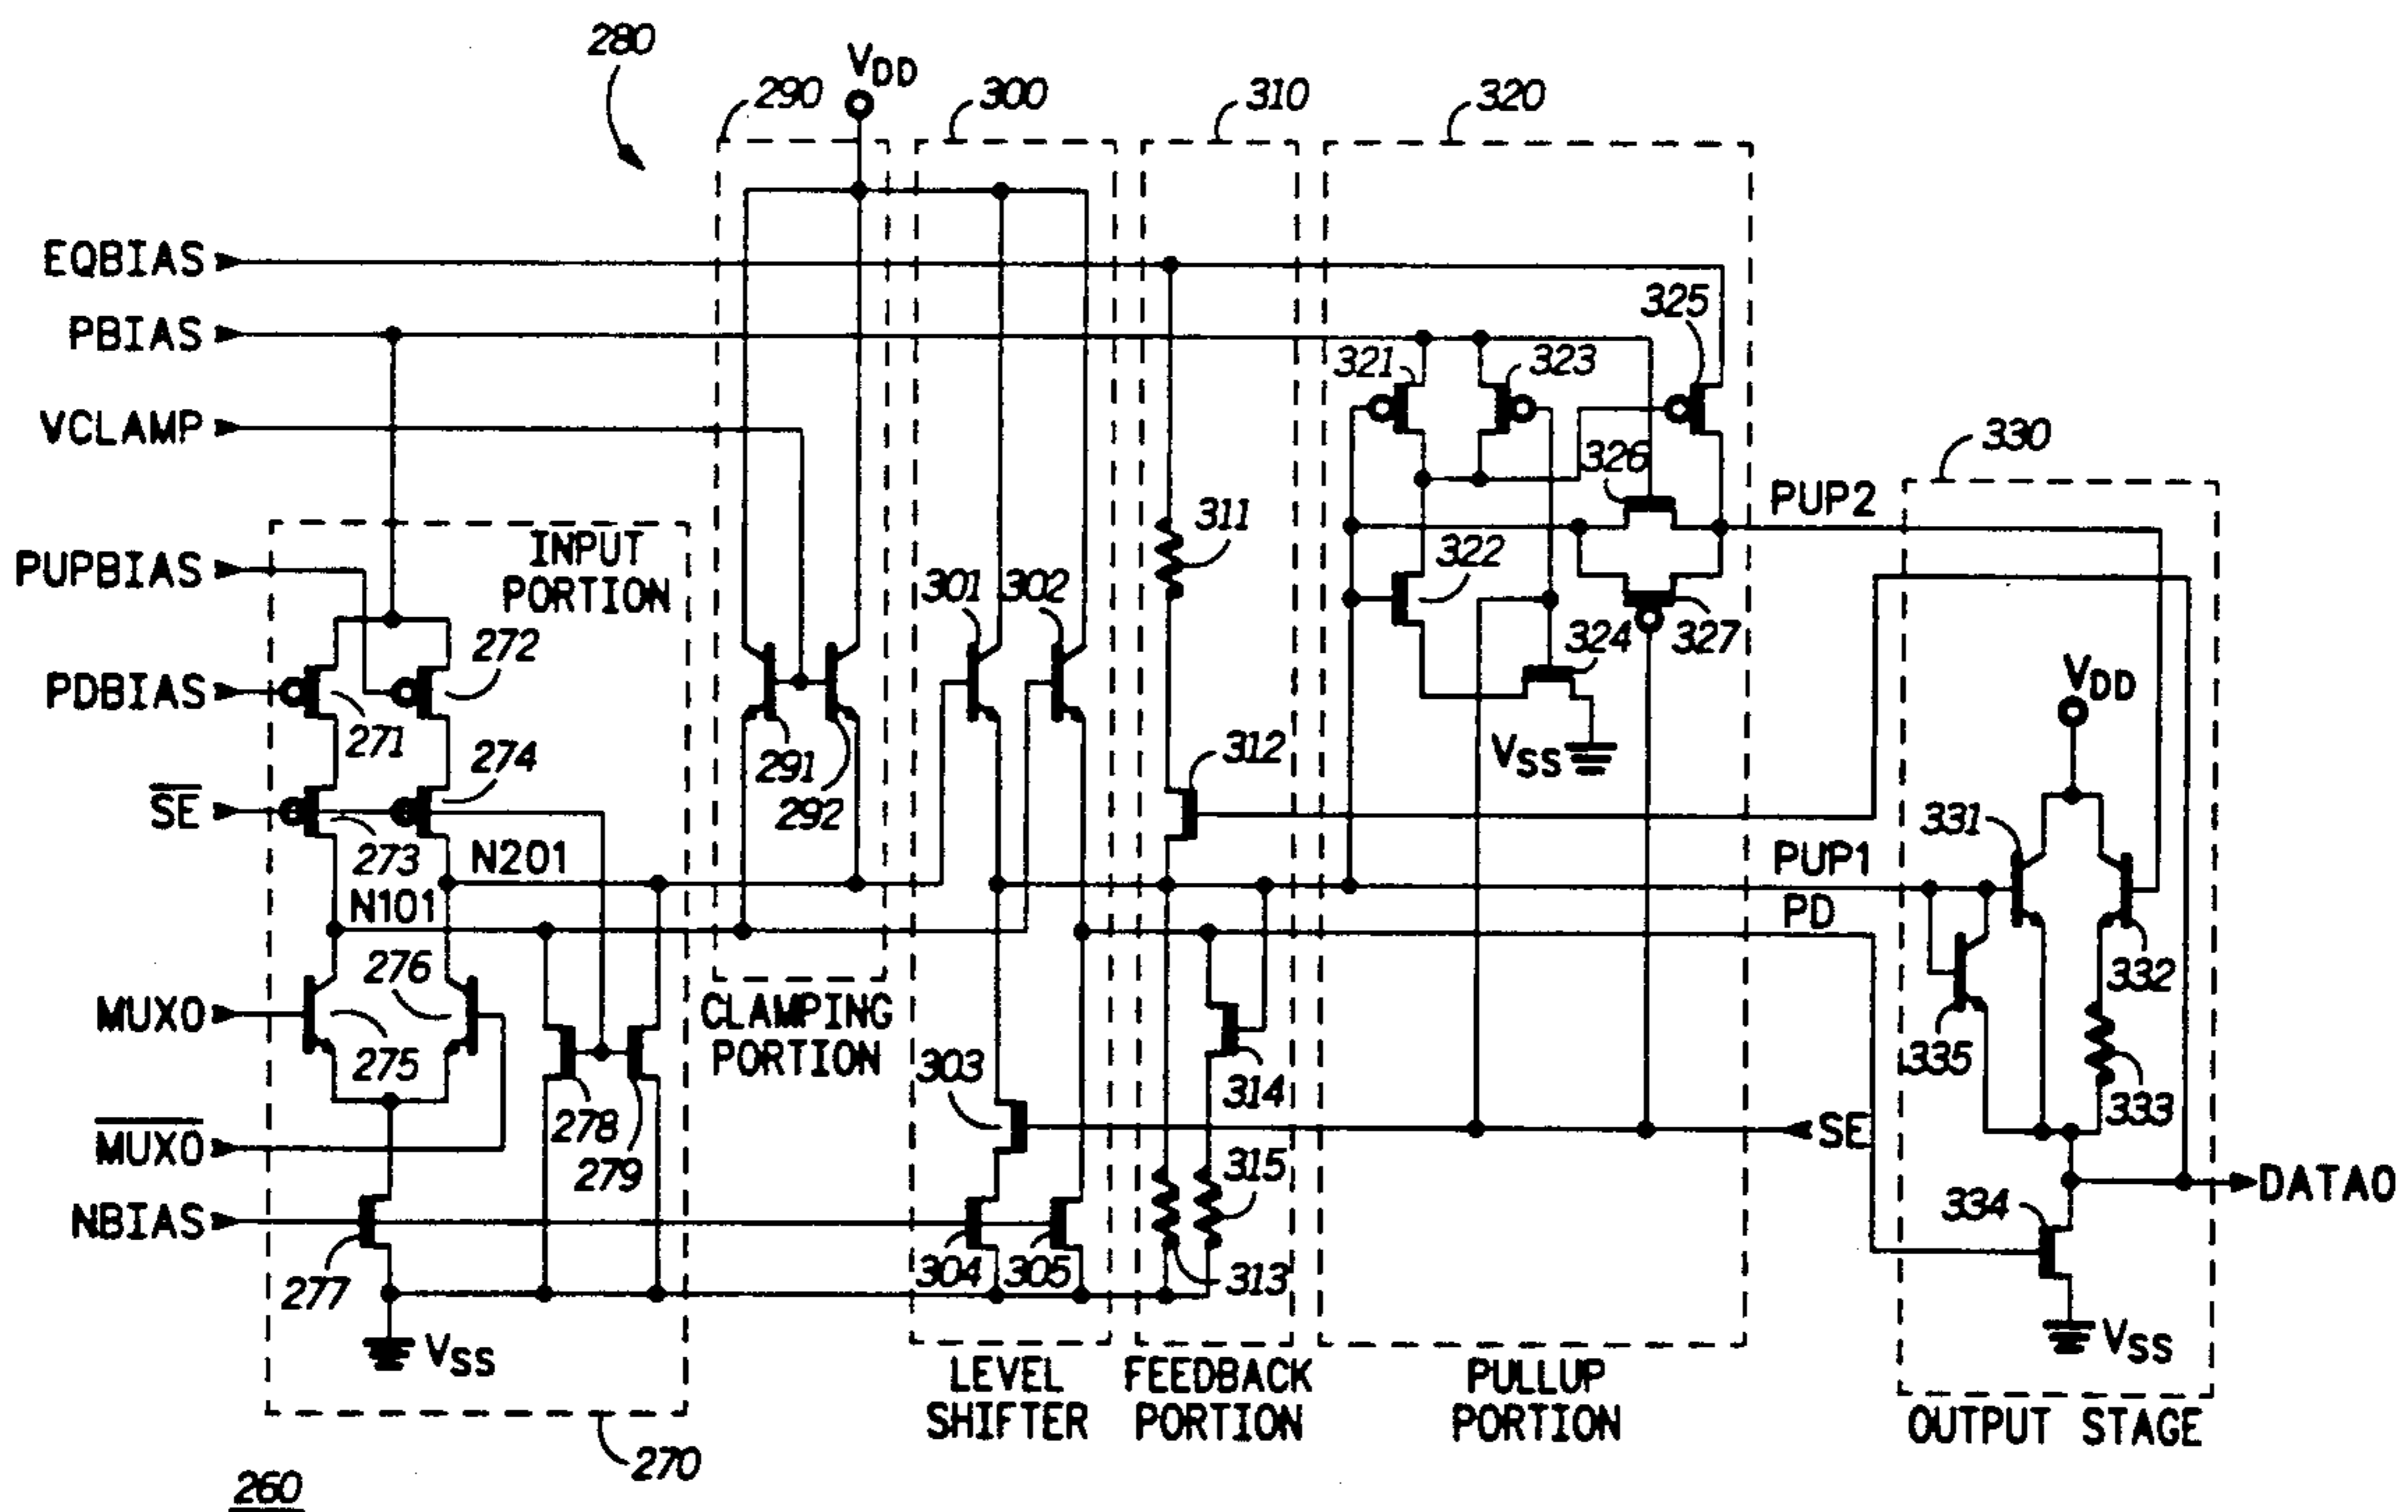 280
VDD
290
300
310
320
EQBIAS
PBIAS
VCLAMP
PUPBIAS
PDBIAS
SE
MUX0
MUX0
NBIAS
INPUT
PORTION
271
272
273
274
N201
N101
275
276
277
278
279
VSS
270
291
292
CLAMPING
PORTION
301
302
303
304
305
LEVEL
SHIFTER
311
312
313
314
315
FEEDBACK
PORTION
321
322
323
324
325
326
327
VSS
PULLUP
PORTION
PUP2
PUP1
PD
SE
330
VDD
331
332
333
334
335
DATA0
VSS
OUTPUT STAGE
260